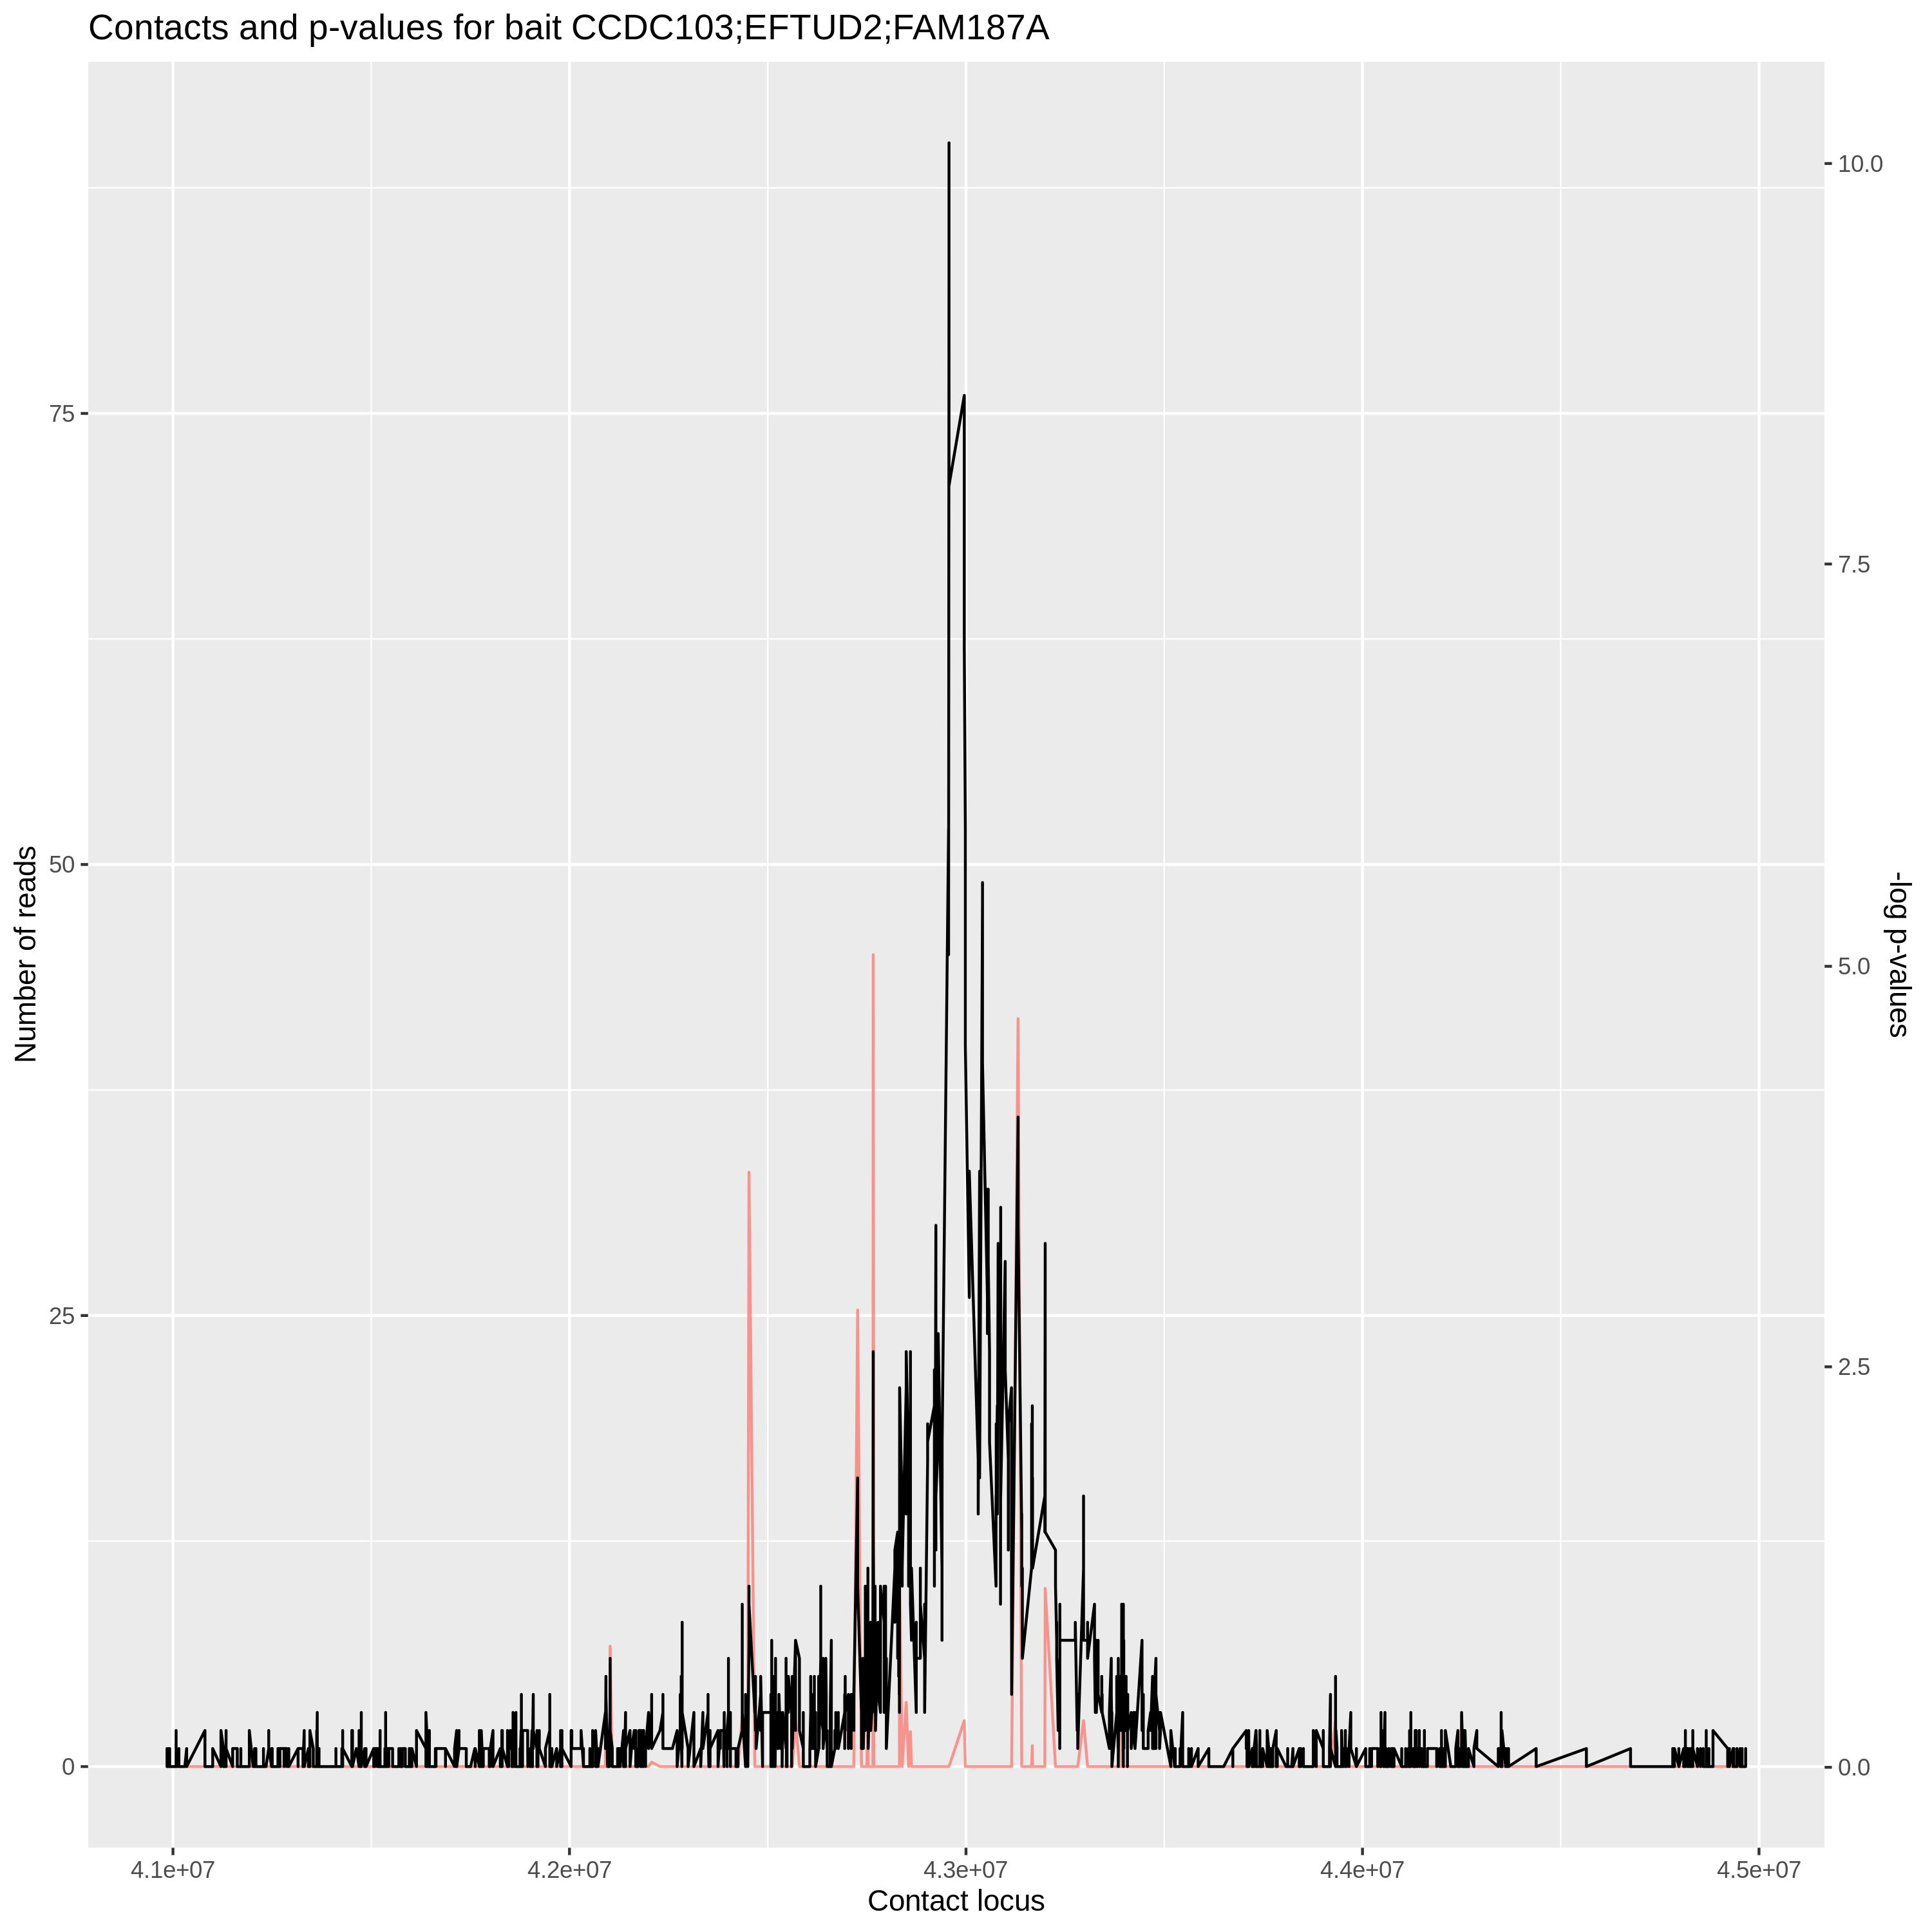 Contacts and p-values for bait CCDC103;EFTUD2;FAM187A
10.0
75
7.5
50
5.0
Number of reads
-log p-values
25
2.5
0
0.0
4.1e+07 4.2e+07 4.3e+07 4.4e+07 4.5e+07
Contact locus